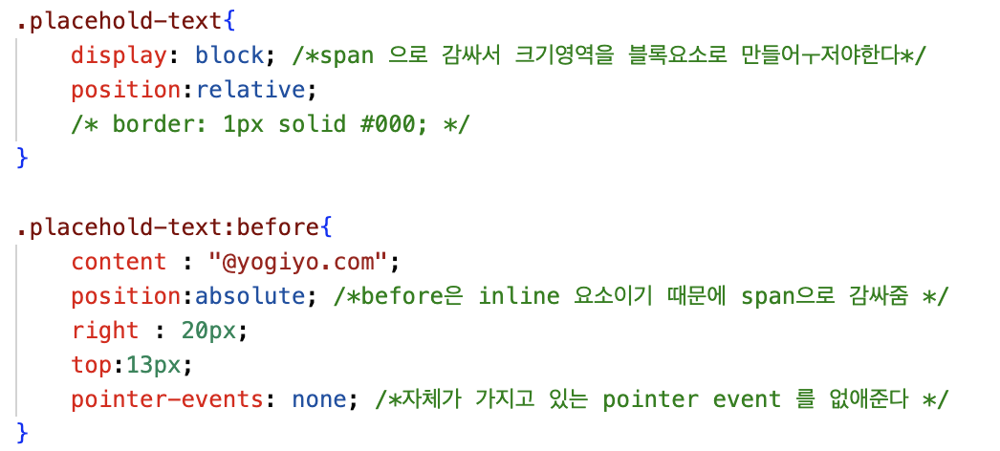 .placehold-text{
display: block; /*span 으로 감싸서 크기영역을 블록요소로 만들어ㅜ저야한다*/
position:relative;
/* border: 1px solid #000; */
}
.placehold-text:before{
content : "@yogiyo.com";
position:absolute; /*before은 inline 요소이기 때문에 span으로 감싸줌 */
right : 20px;
top:13px;
pointer-events: none; /*자체가 가지고 있는 pointer event 를 없애준다 */
}